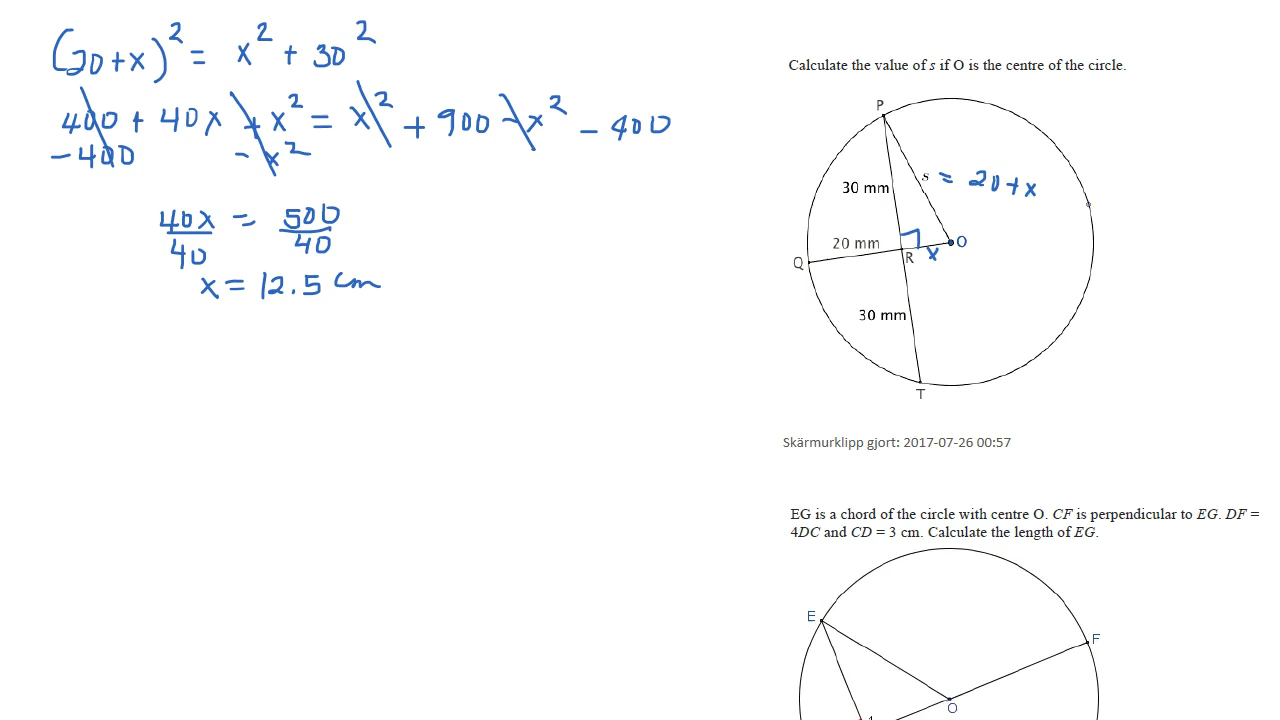 (20+x)² = x² + 30²
400 + 40x + x² = x² + 900 - x² - 400
-400 - x²
40x = 500
40 40
x = 12.5 cm
Calculate the value of s if O is the centre of the circle.
P
30 mm
s = 20+x
20 mm
O
Q
R
x
30 mm
T
Skärmurklipp gjort: 2017-07-26 00:57
EG is a chord of the circle with centre O. CF is perpendicular to EG. DF =
4DC and CD = 3 cm. Calculate the length of EG.
E
F
O